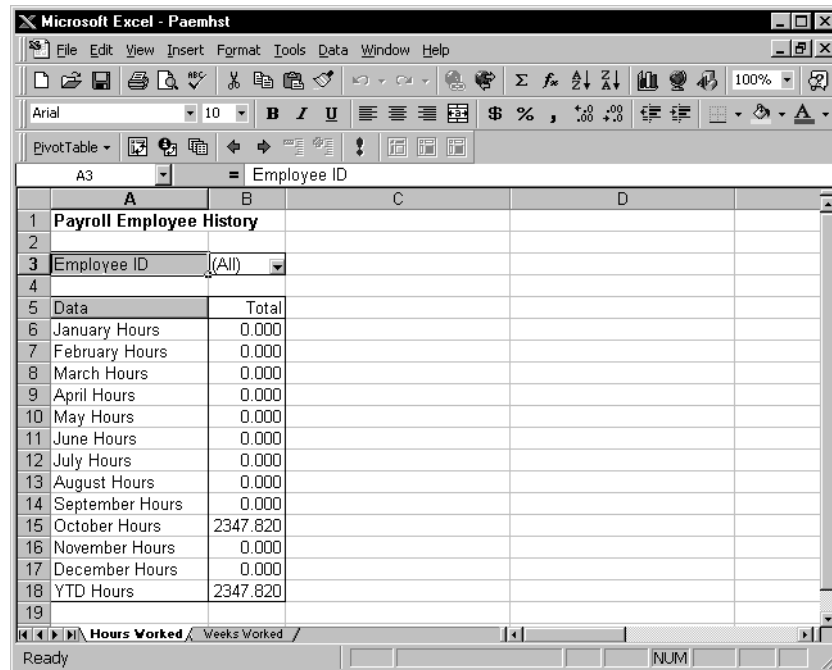 Microsoft Excel - Paemhst
File Edit View Insert Format Tools Data Window Help
100%
Arial 10 B I U $ % ,
PivotTable
A3 = Employee ID
A B C D
1 Payroll Employee History
2
3 Employee ID (All)
4
5 Data Total
6 January Hours 0.000
7 February Hours 0.000
8 March Hours 0.000
9 April Hours 0.000
10 May Hours 0.000
11 June Hours 0.000
12 July Hours 0.000
13 August Hours 0.000
14 September Hours 0.000
15 October Hours 2347.820
16 November Hours 0.000
17 December Hours 0.000
18 YTD Hours 2347.820
19
Hours Worked Weeks Worked
Ready NUM